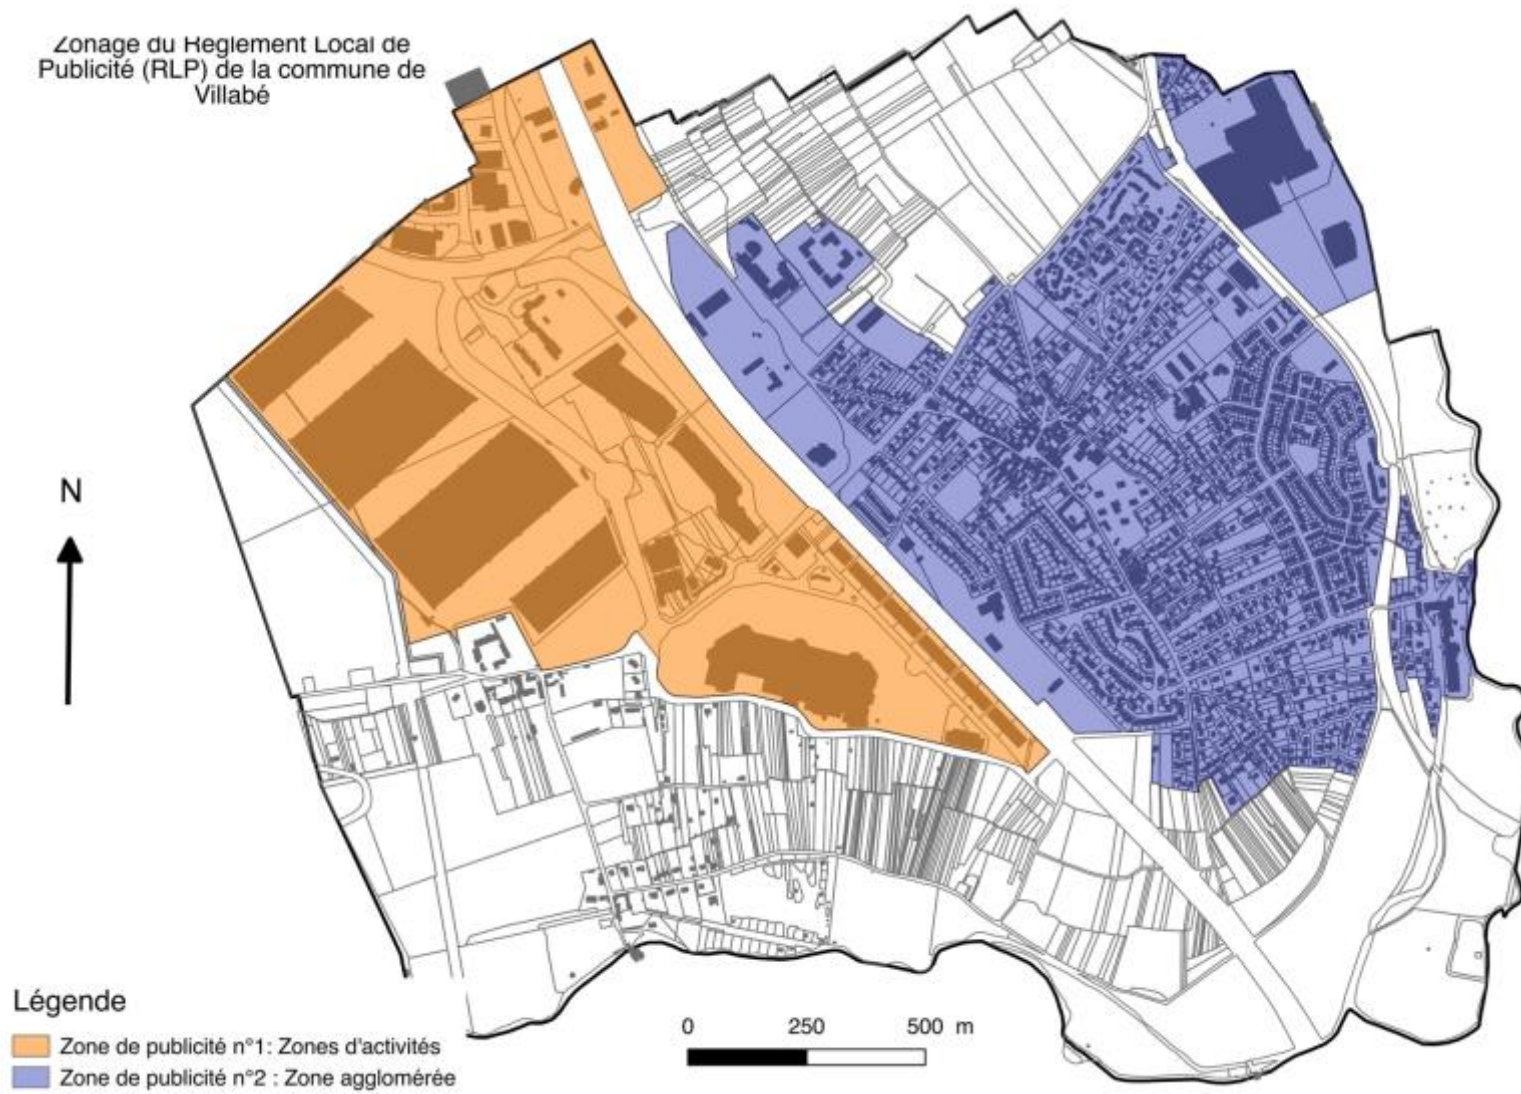 Zonage du Règlement Local de
Publicité (RLP) de la commune de
Villabé
N
Légende
Zone de publicité n°1: Zones d'activités
Zone de publicité n°2 : Zone agglomérée
0 250 500 m